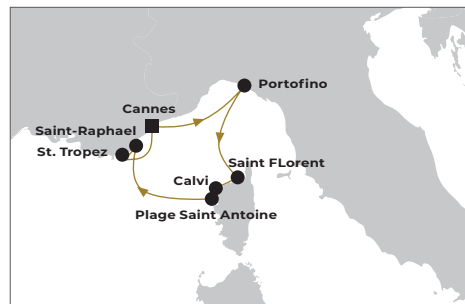 Portofino
Cannes
Saint-Raphael
St. Tropez
Saint FLorent
Calvi
Plage Saint Antoine